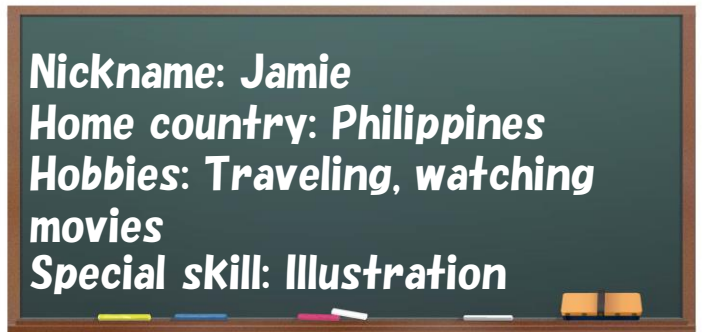 Nickname: Jamie
Home country: Philippines
Hobbies: Traveling, watching
movies
Special skill: Illustration